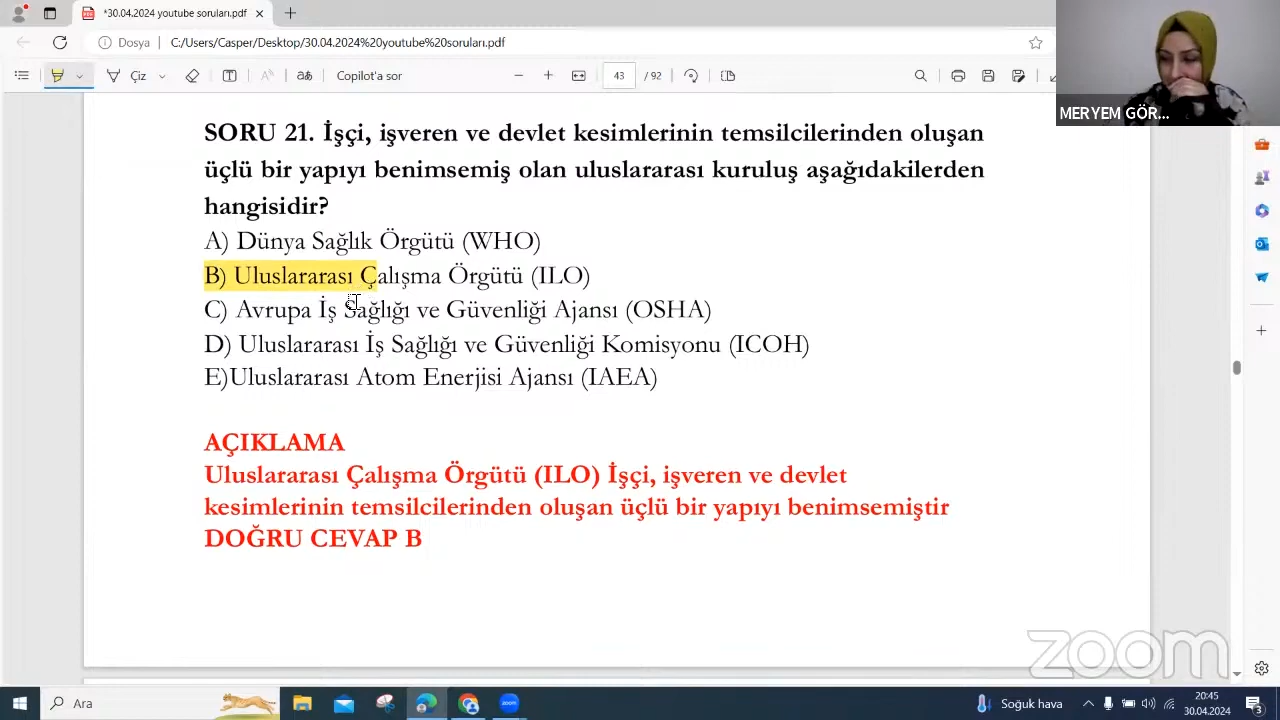 *30.04.2024 youtube soruları.pdf
Dosya
C:/Users/Casper/Desktop/30.04.2024%20youtube%20soruları.pdf
Çiz
Copilot'a sor
43 / 92
MERYEM GÖR...
SORU 21. İşçi, işveren ve devlet kesimlerinin temsilcilerinden oluşan
üçlü bir yapıyı benimsemiş olan uluslararası kuruluş aşağıdakilerden
hangisidir?
A) Dünya Sağlık Örgütü (WHO)
B) Uluslararası Çalışma Örgütü (ILO)
C) Avrupa İş Sağlığı ve Güvenliği Ajansı (OSHA)
D) Uluslararası İş Sağlığı ve Güvenliği Komisyonu (ICOH)
E)Uluslararası Atom Enerjisi Ajansı (IAEA)
AÇIKLAMA
Uluslararası Çalışma Örgütü (ILO) İşçi, işveren ve devlet
kesimlerinin temsilcilerinden oluşan üçlü bir yapıyı benimsemiştir
DOĞRU CEVAP B
zoom
Ara
zoom
Soğuk hava
20:45
30.04.2024
3